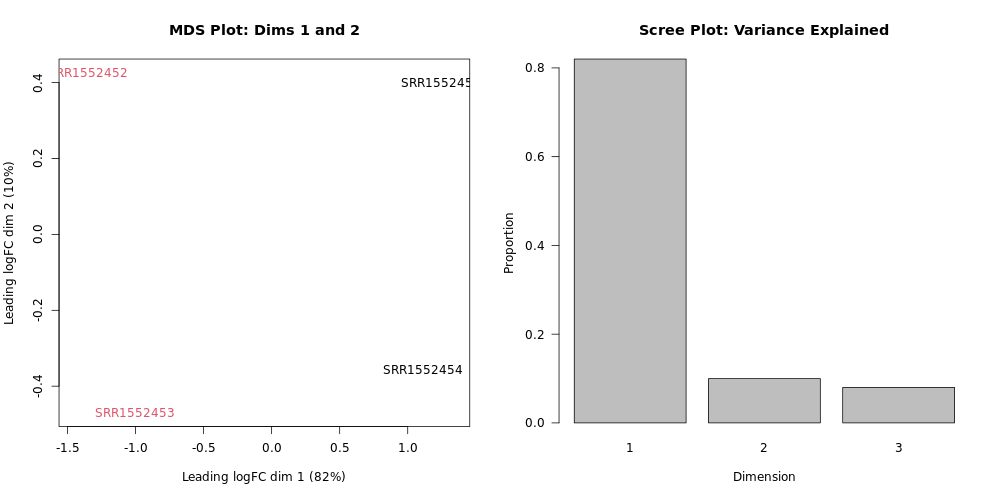 MDS Plot: Dims 1 and 2
RR1552452
SRR155245
0.4
0.2
0.0
-0.2
-0.4
Leading logFC dim 2 (10%)
SRR1552454
SRR1552453
-1.5 -1.0 -0.5 0.0 0.5 1.0
Leading logFC dim 1 (82%)
Scree Plot: Variance Explained
0.8
0.6
0.4
0.2
0.0
Proportion
1 2 3
Dimension